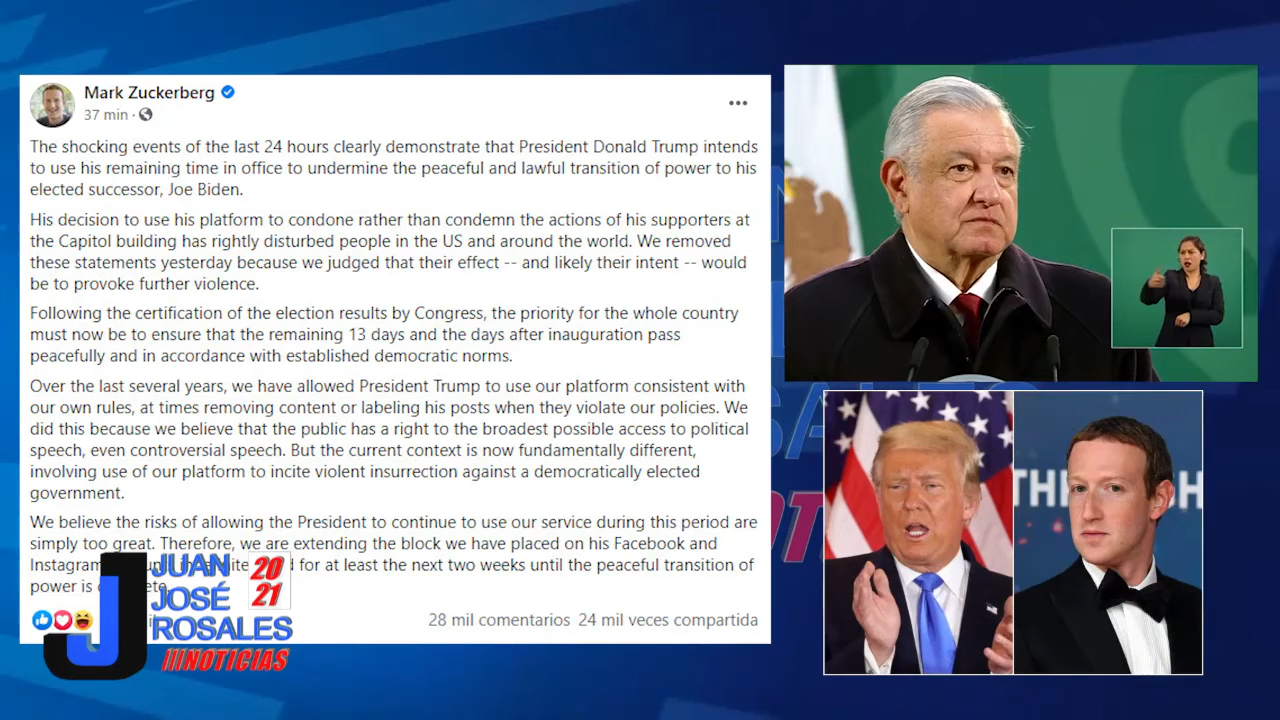 Mark Zuckerberg
37 min ·
The shocking events of the last 24 hours clearly demonstrate that President Donald Trump intends
to use his remaining time in office to undermine the peaceful and lawful transition of power to his
elected successor, Joe Biden.
His decision to use his platform to ondone rather than condemn the actions of his supporters at
the Capitol building has rightly disturbed people in the US and around the world. We removed
these statements yesterday because we judged that their effect -- and likely their intent -- would
be to provoke further violence.
Following the certification of the election results by Congress, the priority for the whole country
must now be to ensure that the remaining 13 days and the days after inauguration pass
peacefully and in accordance with established democratic norms.
Over the last several years, we have allowed President Trump to use our platform consistent with
our own rules, at times removing content or labeling his posts when they violate our policies. We
did this because we believe that the public has a right to the broadest possible access to political
speech, even controversial speech. But the current context is now fundamentally different,
involving use of our platform to incite violent insurrection against a democratically elected
government.
We believe the risks of allowing the President to continue to use our service during this period are
simply too great. Therefore, we are extending the block we have placed on his Facebook and
Instagram for at least the next two weeks until the peaceful transition of
power is
28 mil comentarios 24 mil veces compartida
JUAN
JOSÉ
ROSALES
20
21
NOTICIAS